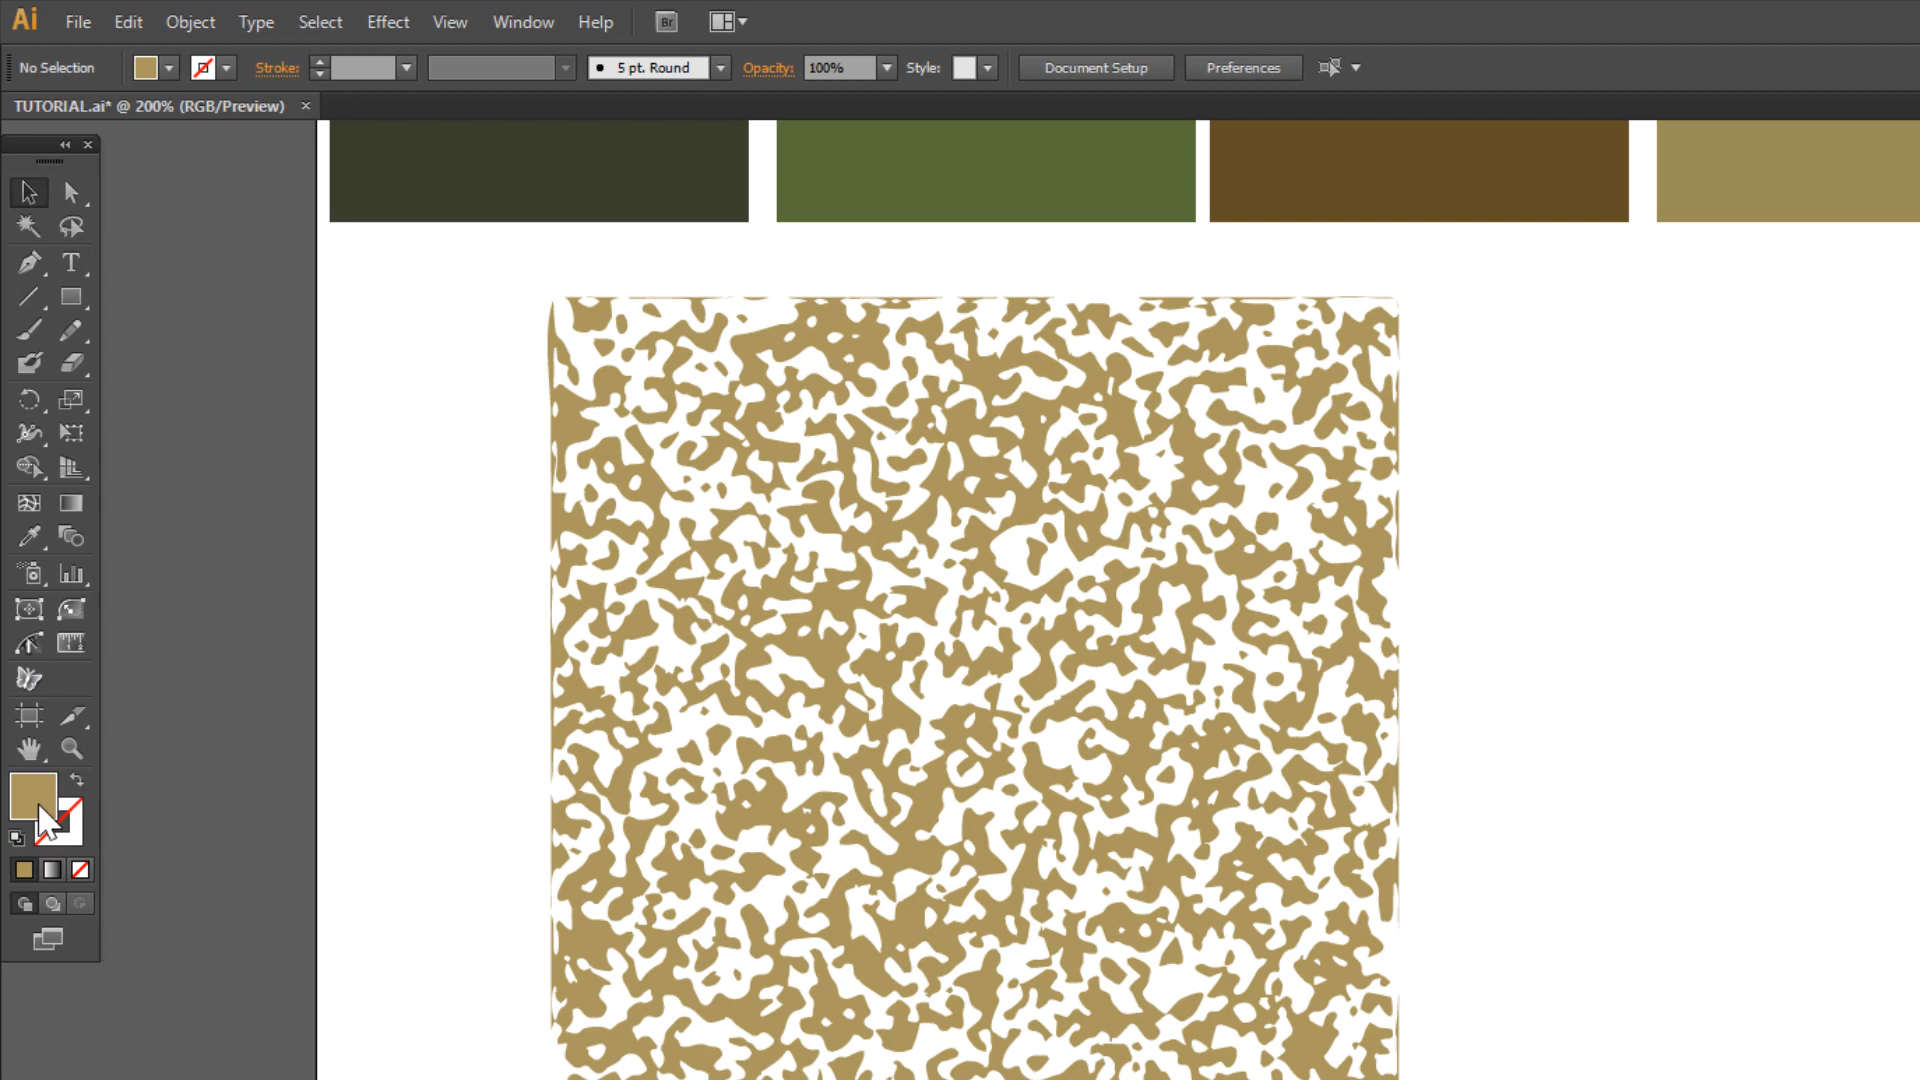 Ai File Edit Object Type Select Effect View Window Help Br
No Selection Stroke: 5 pt. Round Opacity: 100% Style: Document Setup Preferences
TUTORIAL.ai* @ 200% (RGB/Preview)
T